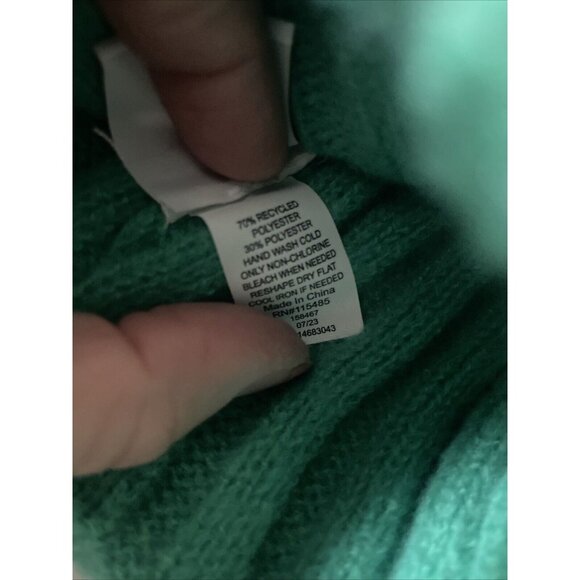 70% RECYCLED
POLYESTER
30% POLYESTER
HAND WASH COLD
ONLY NON-CHLORINE
BLEACH WHEN NEEDED
RESHAPE DRY FLAT
COOL IRON IF NEEDED
Made In China
RN#115485
158467
07/23
14683043